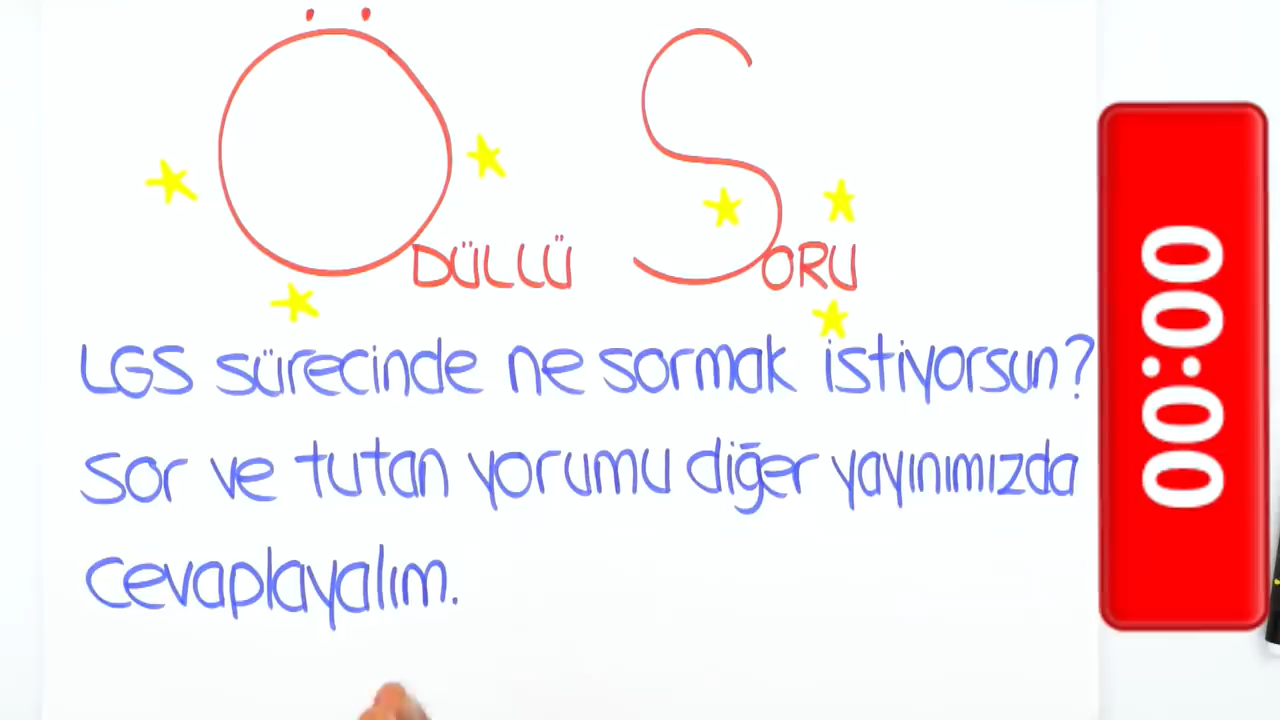 ÖDÜLLÜ SORU
LGS sürecinde ne sormak istiyorsun?
sor ve tutan yorumu diğer yayınımızda
cevaplayalım.
00:00